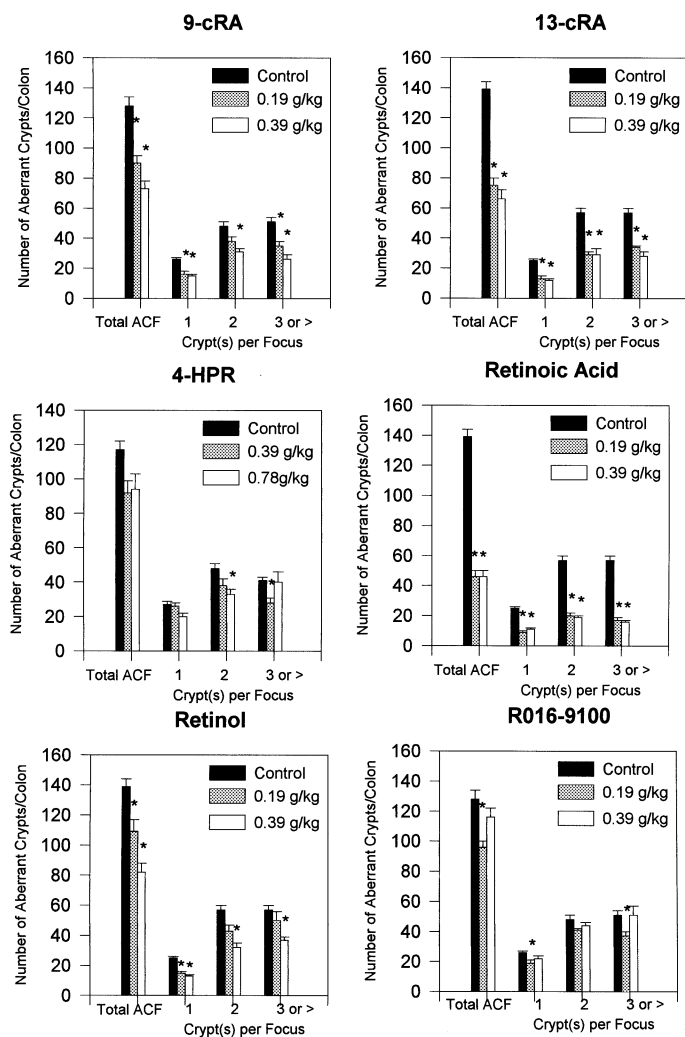 9-cRA
Number of Aberrant Crypts/Colon
160
140
120
100
80
60
40
20
0
Control
0.19 g/kg
0.39 g/kg
* * * * * * *
Total ACF 1 2 3 or >
Crypt(s) per Focus
13-cRA
Number of Aberrant Crypts/Colon
160
140
120
100
80
60
40
20
0
Control
0.19 g/kg
0.39 g/kg
* * * * * * * *
Total ACF 1 2 3 or >
Crypt(s) per Focus
4-HPR
Number of Aberrant Crypts/Colon
140
120
100
80
60
40
20
0
Control
0.39 g/kg
0.78g/kg
* *
Total ACF 1 2 3 or >
Crypt(s) per Focus
Retinoic Acid
Number of Aberrant Crypts/Colon
160
140
120
100
80
60
40
20
0
Control
0.19 g/kg
0.39 g/kg
* * * * * * * *
Total ACF 1 2 3 or >
Crypt(s) per Focus
Retinol
Number of Aberrant Crypts/Colon
160
140
120
100
80
60
40
20
0
Control
0.19 g/kg
0.39 g/kg
* * * * * *
Total ACF 1 2 3 or >
Crypt(s) per Focus
R016-9100
Number of Aberrant Crypts/Colon
160
140
120
100
80
60
40
20
0
Control
0.19 g/kg
0.39 g/kg
* * *
Total ACF 1 2 3 or >
Crypt(s) per Focus